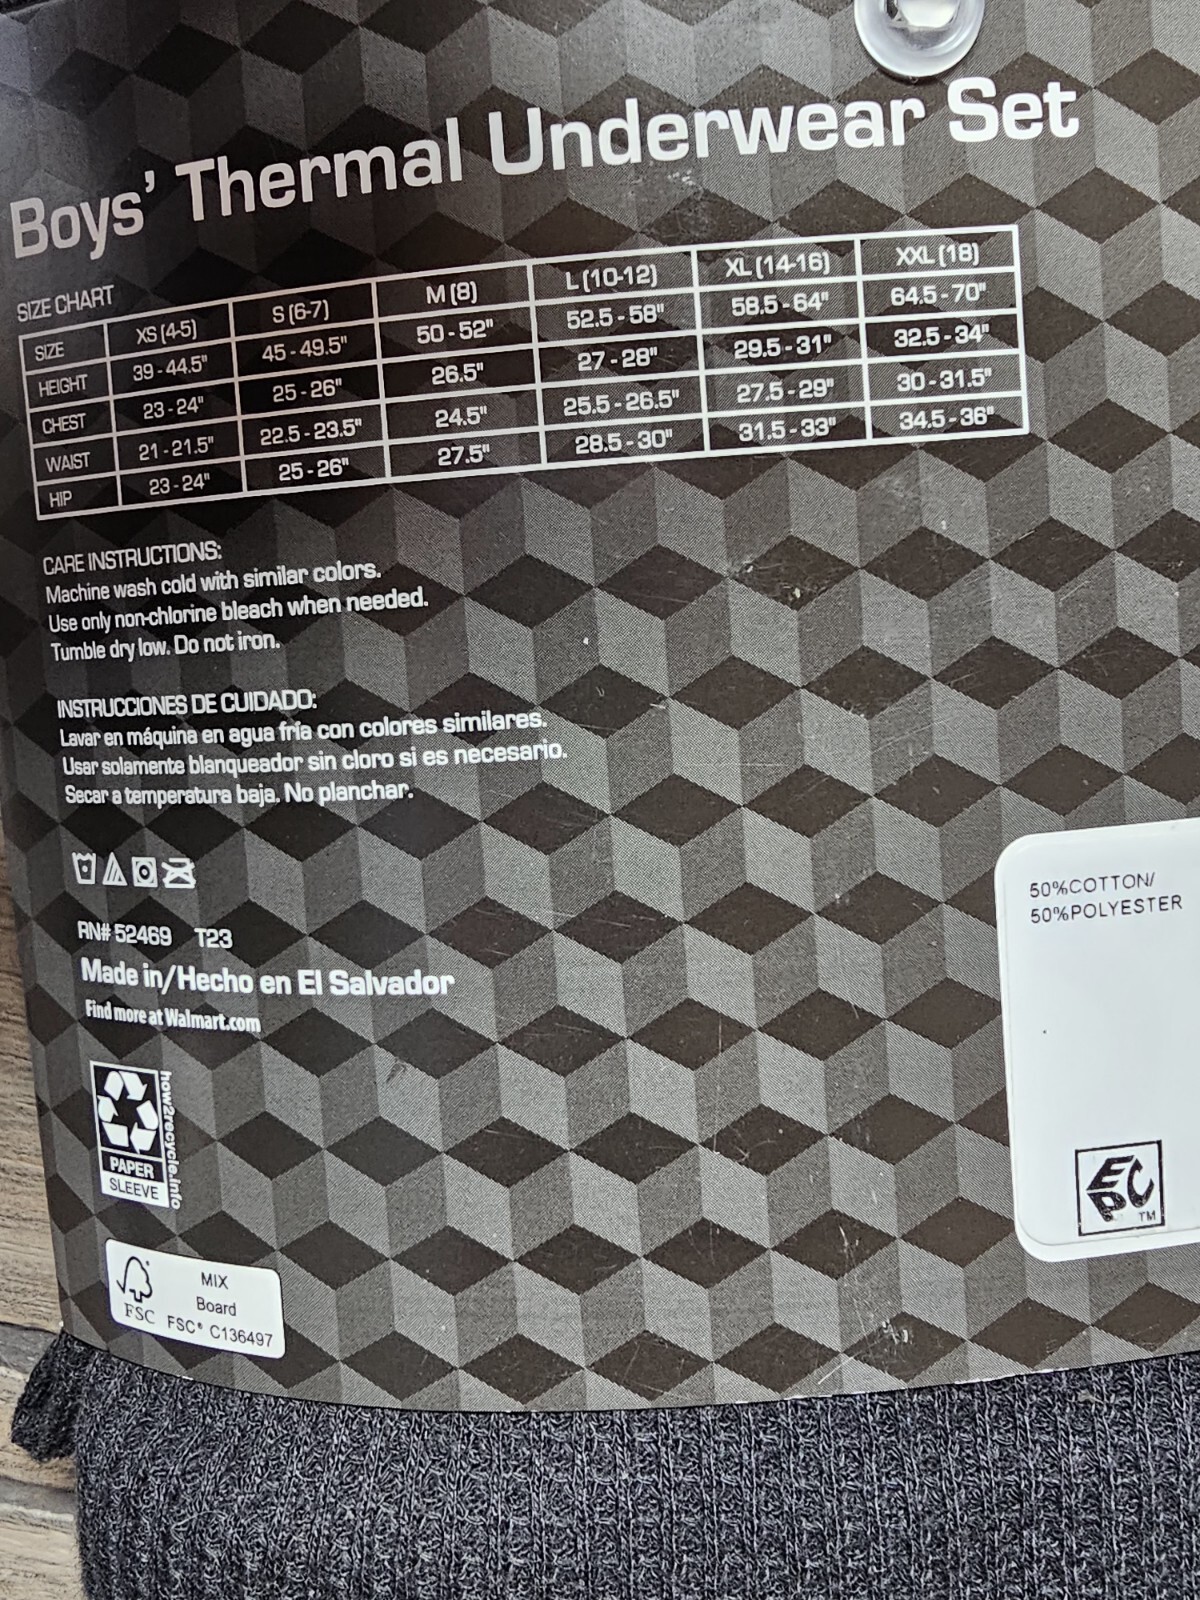 Boys' Thermal Underwear Set
SIZE CHART
SIZE XS (4-5) S (6-7) M (8) L (10-12) XL (14-16) XXL (18)
HEIGHT 39 - 44.5" 45 - 49.5" 50 - 52" 52.5 - 58" 58.5 - 64" 64.5 - 70"
CHEST 23 - 24" 25 - 26" 26.5" 27 - 28" 29.5 - 31" 32.5 - 34"
WAIST 21 - 21.5" 22.5 - 23.5" 24.5" 25.5 - 26.5" 27.5 - 29" 30 - 31.5"
HIP 23 - 24" 25 - 26" 27.5" 28.5 - 30" 31.5 - 33" 34.5 - 36"
CARE INSTRUCTIONS:
Machine wash cold with similar colors.
Use only non-chlorine bleach when needed.
Tumble dry low. Do not iron.
INSTRUCCIONES DE CUIDADO:
Lavar en máquina en agua fría con colores similares.
Usar solamente blanqueador sin cloro si es necesario.
Secar a temperatura baja. No planchar.
RN# 52469 T23
Made in/Hecho en El Salvador
Find more at Walmart.com
how2recycle.info
PAPER
SLEEVE
MIX
Board
FSC FSC® C136497
50%COTTON/
50%POLYESTER
EPC
TM